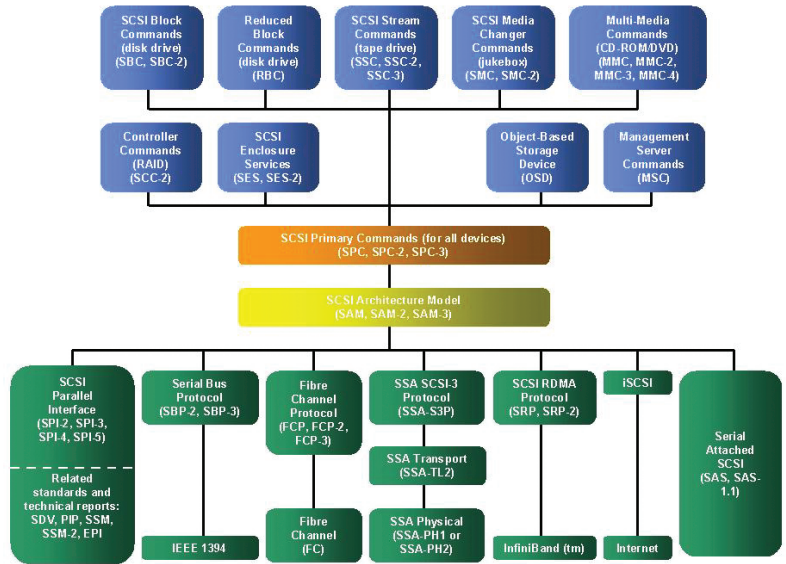 SCSI Block
Commands
(disk drive)
(SBC, SBC-2)
Reduced
Block
Commands
(disk drive)
(RBC)
SCSI Stream
Commands
(tape drive)
(SSC, SSC-2,
SSC-3)
SCSI Media
Changer
Commands
(jukebox)
(SMC, SMC-2)
Multi-Media
Commands
(CD-ROM/DVD)
(MMC, MMC-2,
MMC-3, MMC-4)
Controller
Commands
(RAID)
(SCC-2)
SCSI
Enclosure
Services
(SES, SES-2)
Object-Based
Storage
Device
(OSD)
Management
Server
Commands
(MSC)
SCSI Primary Commands (for all devices)
(SPC, SPC-2, SPC-3)
SCSI Architecture Model
(SAM, SAM-2, SAM-3)
SCSI
Parallel
Interface
(SPI-2, SPI-3,
SPI-4, SPI-5)
Related
standards and
technical reports:
SDV, PIP, SSM,
SSM-2, EPI
Serial Bus
Protocol
(SBP-2, SBP-3)
IEEE 1394
Fibre
Channel
Protocol
(FCP, FCP-2,
FCP-3)
Fibre
Channel
(FC)
SSA SCSI-3
Protocol
(SSA-S3P)
SSA Transport
(SSA-TL2)
SSA Physical
(SSA-PH1 or
SSA-PH2)
SCSI RDMA
Protocol
(SRP, SRP-2)
InfiniBand (tm)
iSCSI
Internet
Serial
Attached
SCSI
(SAS, SAS-
1.1)